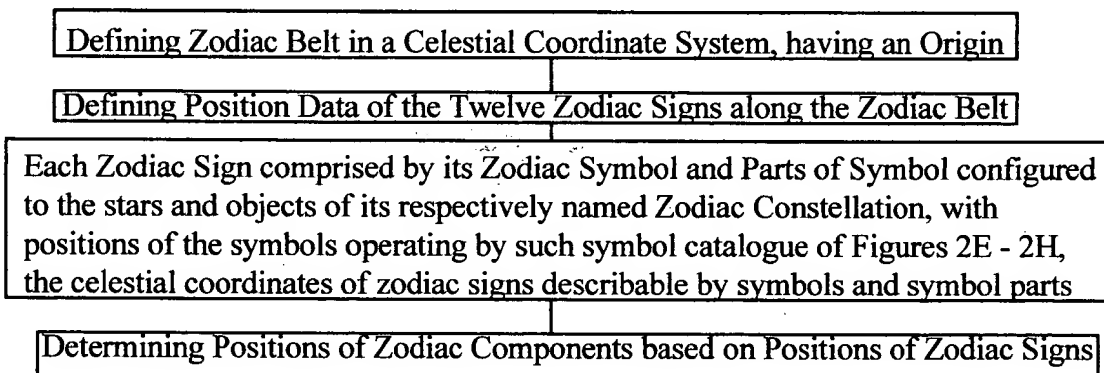 Defining Zodiac Belt in a Celestial Coordinate System, having an Origin
Defining Position Data of the Twelve Zodiac Signs along the Zodiac Belt
Each Zodiac Sign comprised by its Zodiac Symbol and Parts of Symbol configured
to the stars and objects of its respectively named Zodiac Constellation, with
positions of the symbols operating by such symbol catalogue of Figures 2E - 2H,
the celestial coordinates of zodiac signs describable by symbols and symbol parts
Determining Positions of Zodiac Components based on Positions of Zodiac Signs